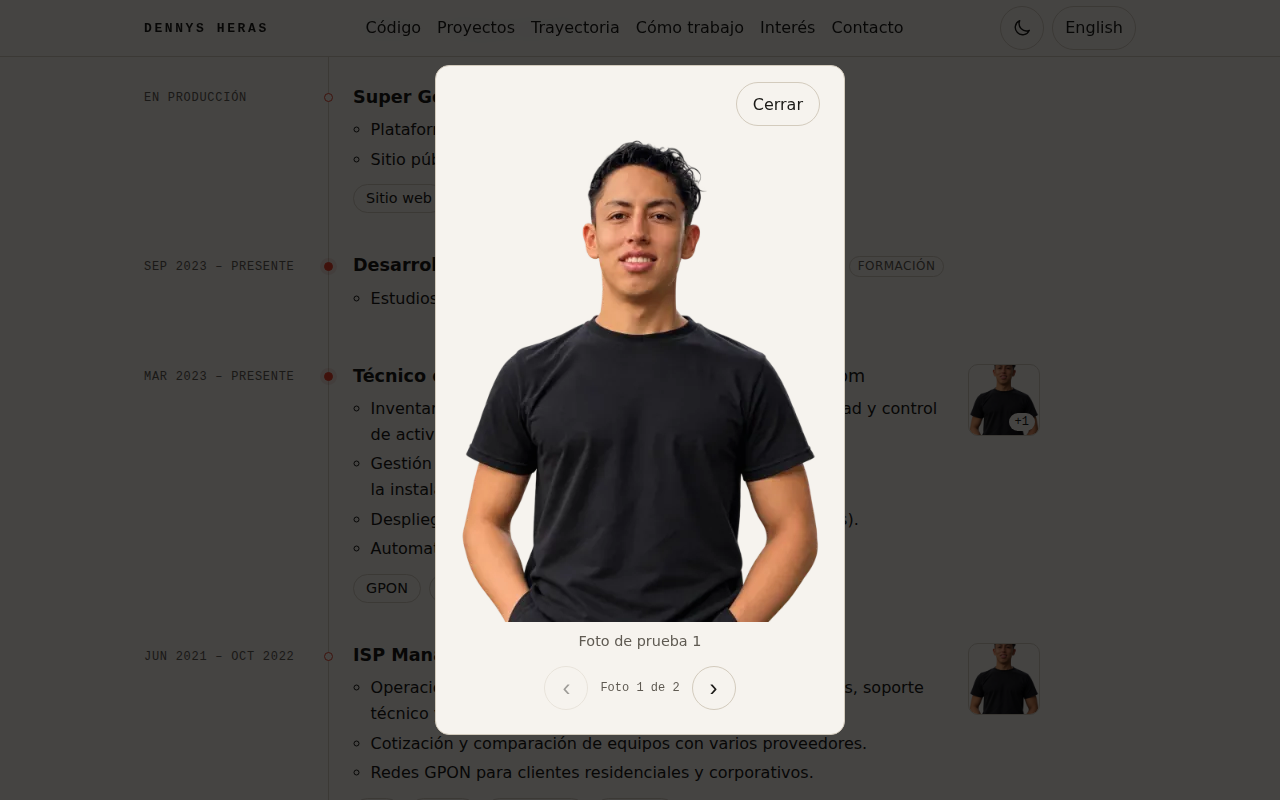 DENNYS HERAS
Código Proyectos Trayectoria Cómo trabajo Interés Contacto
English
EN PRODUCCIÓN
Super G
Platafor
Sitio púb
Sitio web
Cerrar
SEP 2023 – PRESENTE
Desarrol
FORMACIÓN
Estudios
MAR 2023 – PRESENTE
Técnico
om
Inventar
ad y control
de activ
Gestión
la instal
Desplieg
s).
Automat
GPON
+1
Foto de prueba 1
‹ Foto 1 de 2 ›
JUN 2021 – OCT 2022
ISP Man
Operaci
s, soporte
técnico
Cotización y comparación de equipos con varios proveedores.
Redes GPON para clientes residenciales y corporativos.